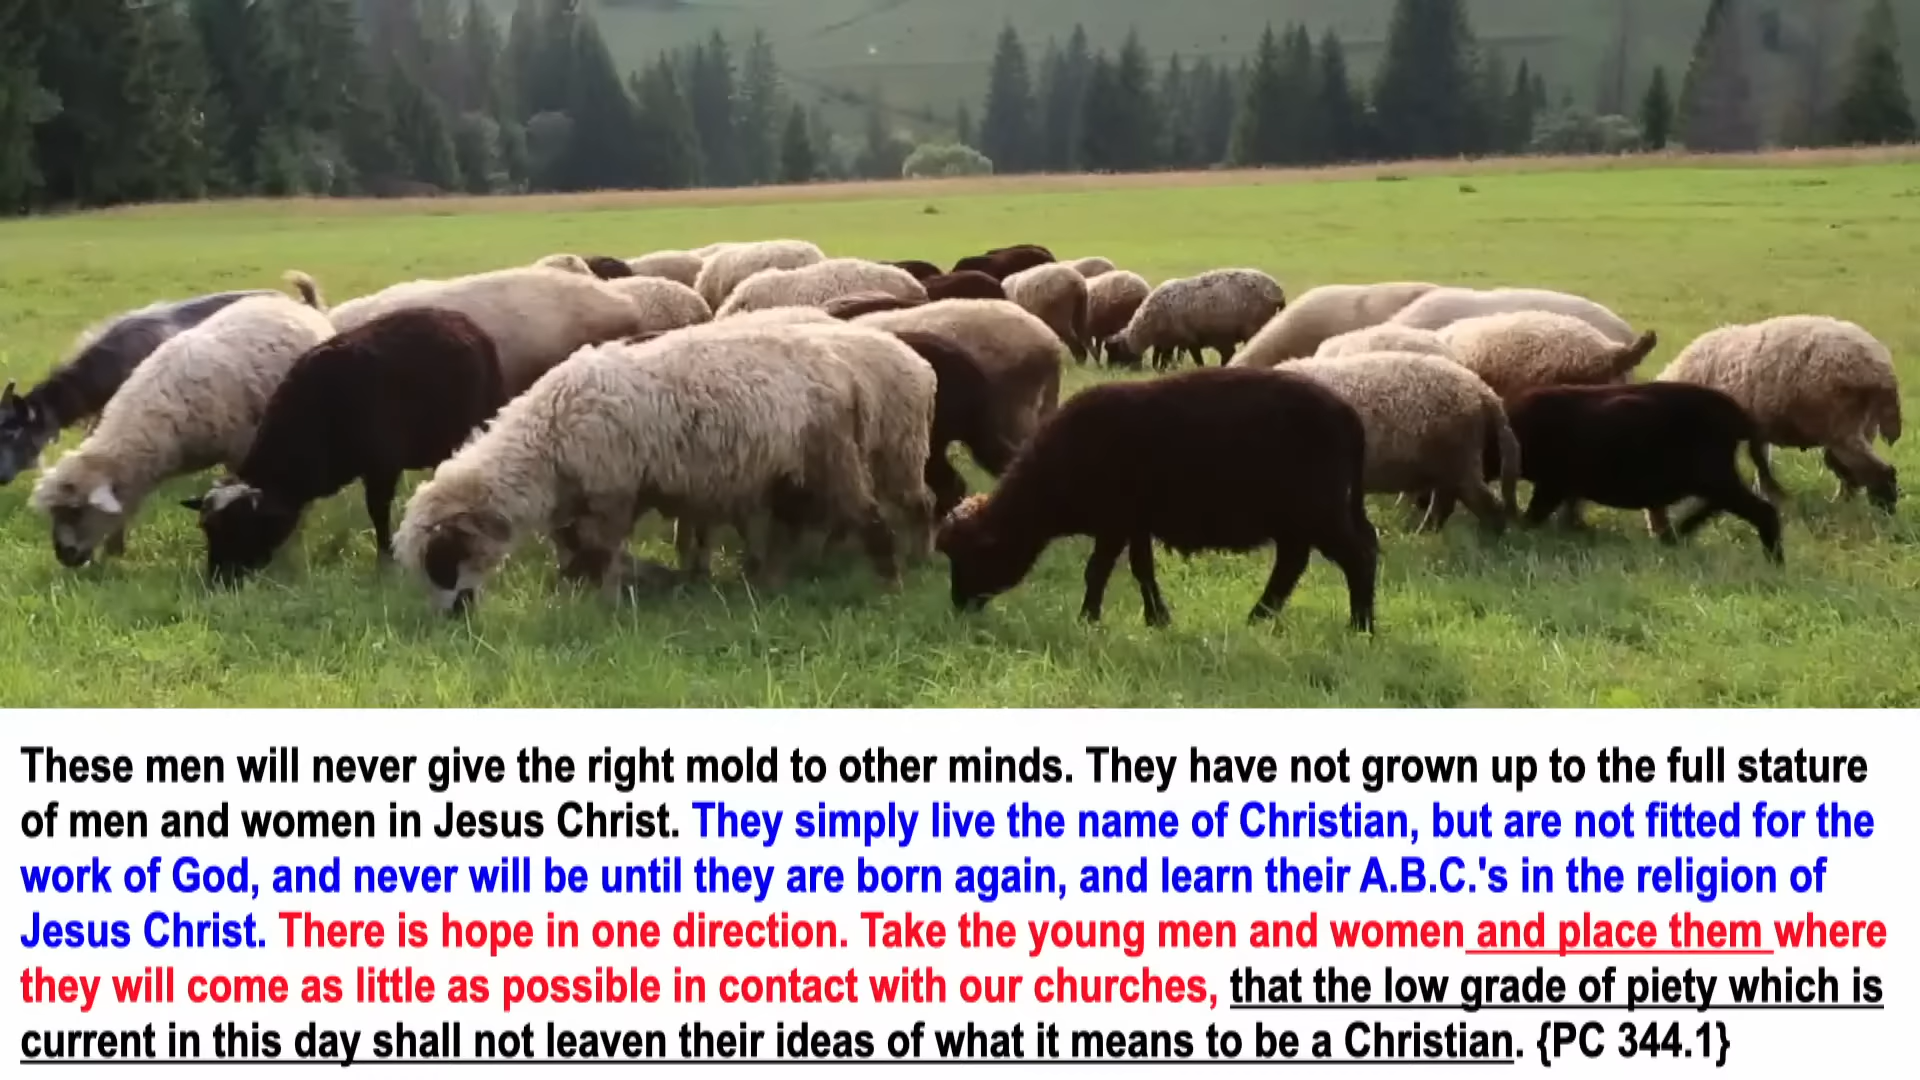 These men will never give the right mold to other minds. They have not grown up to the full stature
of men and women in Jesus Christ. They simply live the name of Christian, but are not fitted for the
work of God, and never will be until they are born again, and learn their A.B.C.'s in the religion of
Jesus Christ. There is hope in one direction. Take the young men and women and place them where
they will come as little as possible in contact with our churches, that the low grade of piety which is
current in this day shall not leaven their ideas of what it means to be a Christian. {PC 344.1}